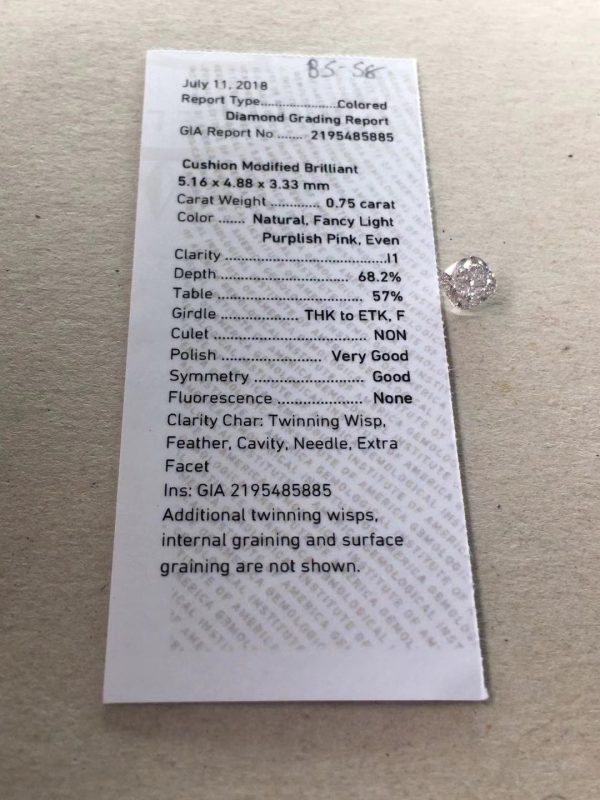 BS-58
July 11, 2018
Report Type......................Colored
Diamond Grading Report
GIA Report No ....... 2195485885
Cushion Modified Brilliant
5.16 x 4.88 x 3.33 mm
Carat Weight ............. 0.75 carat
Color ....... Natural, Fancy Light
Purplish Pink, Even
Clarity ..........................................I1
Depth ................................ 68.2%
Table .................................... 57%
Girdle ................... THK to ETK, F
Culet .................................... NON
Polish ........................ Very Good
Symmetry ........................ Good
Fluorescence .................... None
Clarity Char: Twinning Wisp,
Feather, Cavity, Needle, Extra
Facet
Ins: GIA 2195485885
Additional twinning wisps,
internal graining and surface
graining are not shown.